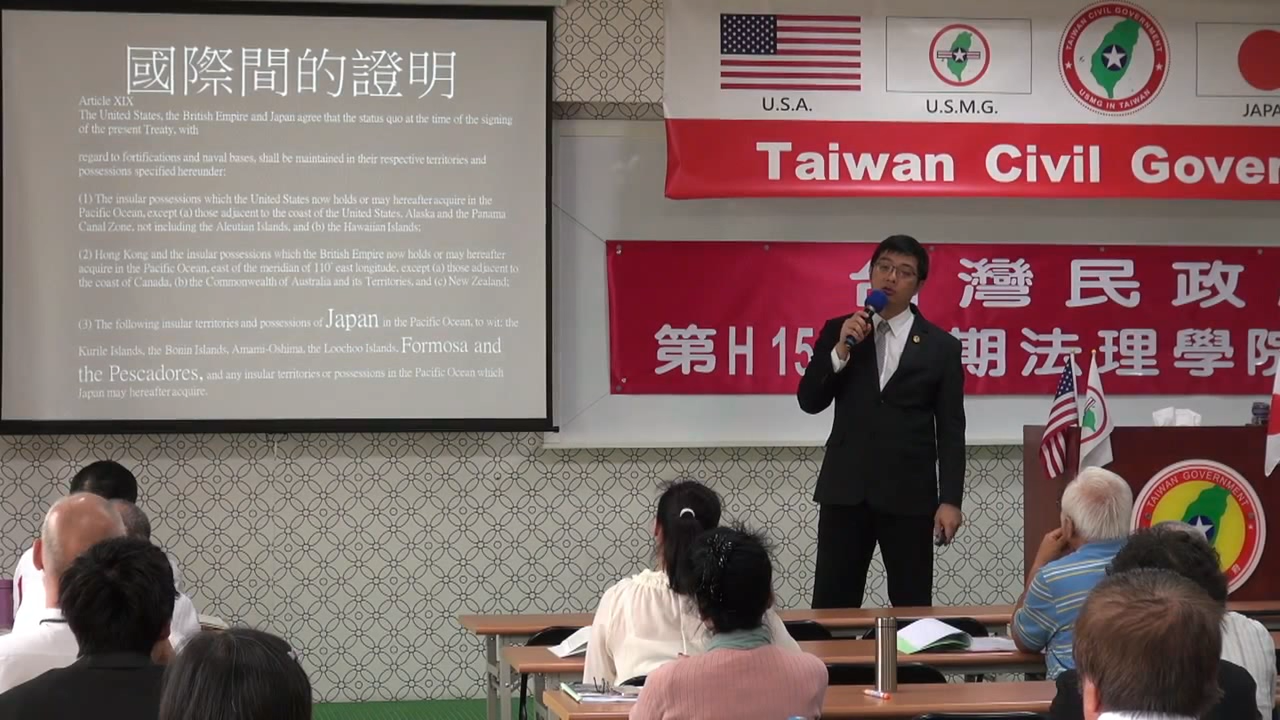 國際間的證明
Article XIX
The United States, the British Empire and Japan agree that the status quo at the time of the signing
of the present Treaty, with
regard to fortifications and naval bases, shall be maintained in their respective territories and
possessions specified hereunder:
(1) The insular possessions which the United States now holds or may hereafter acquire in the
Pacific Ocean, except (a) those adjacent to the coast of the United States, Alaska and the Panama
Canal Zone, not including the Aleutian Islands, and (b) the Hawaiian Islands;
(2) Hong Kong and the insular possessions which the British Empire now holds or may hereafter
acquire in the Pacific Ocean, east of the meridian of 110° east longitude, except (a) those adjacent to
the coast of Canada, (b) the Commonwealth of Australia and its Territories, and (c) New Zealand;
(3) The following insular territories and possessions of Japan in the Pacific Ocean, to wit: the
Kurile Islands, the Bonin Islands, Amami-Oshima, the Loochoo Islands, Formosa and
the Pescadores, and any insular territories or possessions in the Pacific Ocean which
Japan may hereafter acquire.
U.S.A.
U.S.M.G.
TAIWAN CIVIL GOVERNMENT
USMG IN TAIWAN
JAPA
Taiwan Civil Gover
台灣民政
第H15 期法理學院
TAIWAN GOVERNMENT